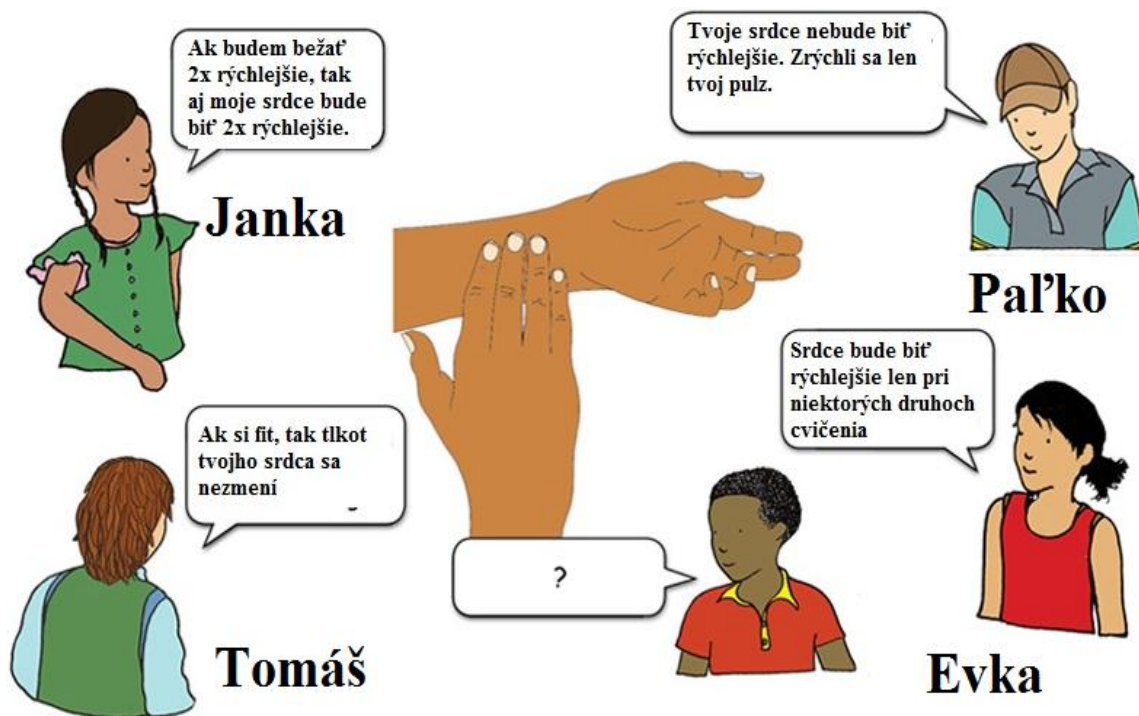 Ak budem bežať
2x rýchlejšie, tak
aj moje srdce bude
biť 2x rýchlejšie.
Janka
Tvoje srdce nebude biť
rýchlejšie. Zrýchli sa len
tvoj pulz.
Paľko
Srdce bude biť
rýchlejšie len pri
niektorých druhoch
cvičenia
Evka
Ak si fit, tak tlkot
tvojho srdca sa
nezmení
Tomáš
?